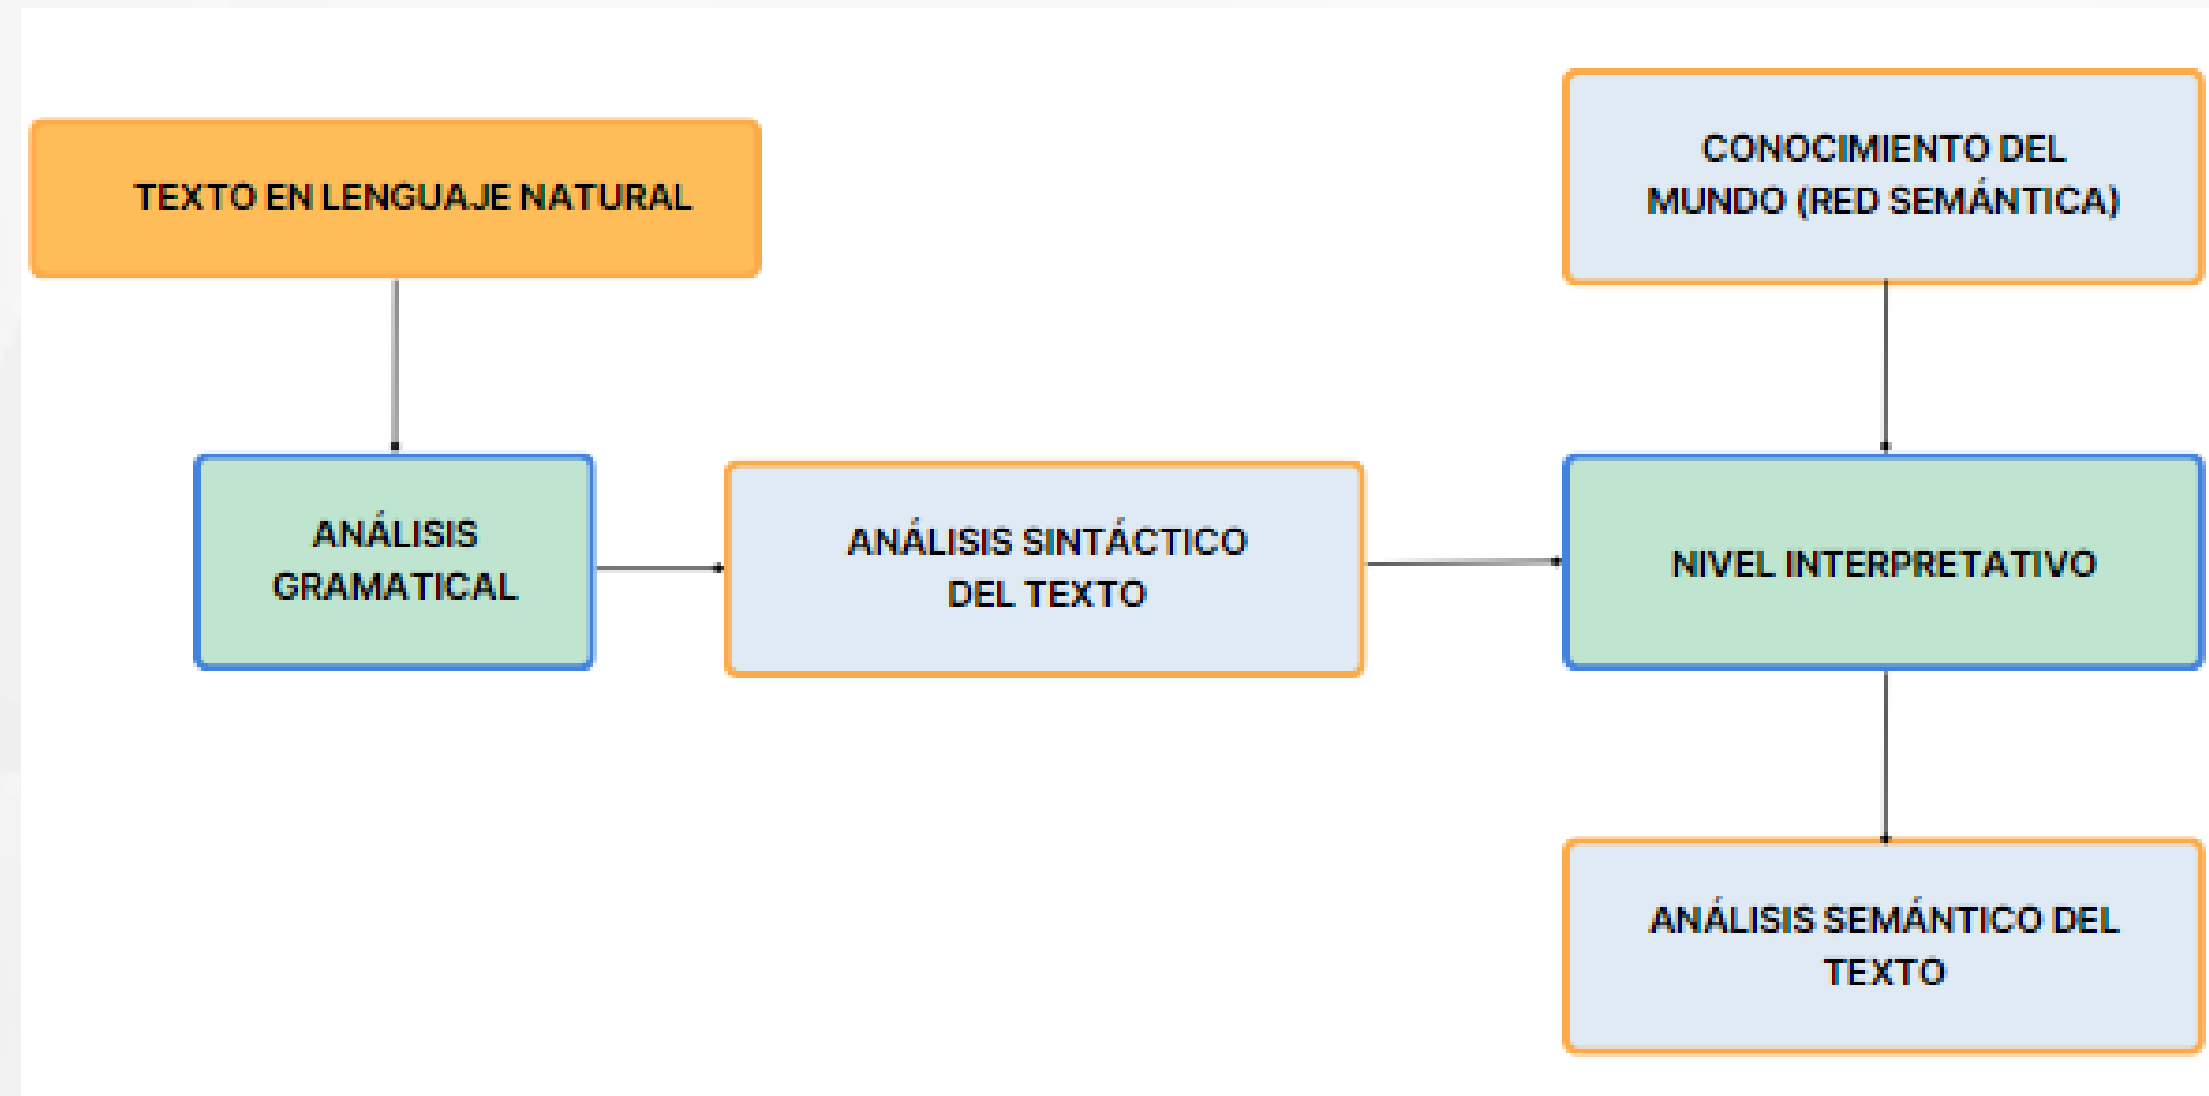 TEXTO EN LENGUAJE NATURAL
CONOCIMIENTO DEL
MUNDO (RED SEMÁNTICA)
ANÁLISIS
GRAMATICAL
ANÁLISIS SINTÁCTICO
DEL TEXTO
NIVEL INTERPRETATIVO
ANÁLISIS SEMÁNTICO DEL
TEXTO